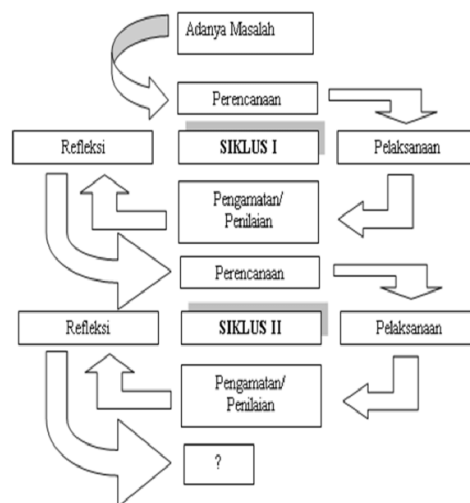 Adanya Masalah
Perencanaan
Refleksi
SIKLUS I
Pelaksanaan
Pengamatan/
Penilaian
Perencanaan
Refleksi
SIKLUS II
Pelaksanaan
Pengamatan/
Penilaian
?